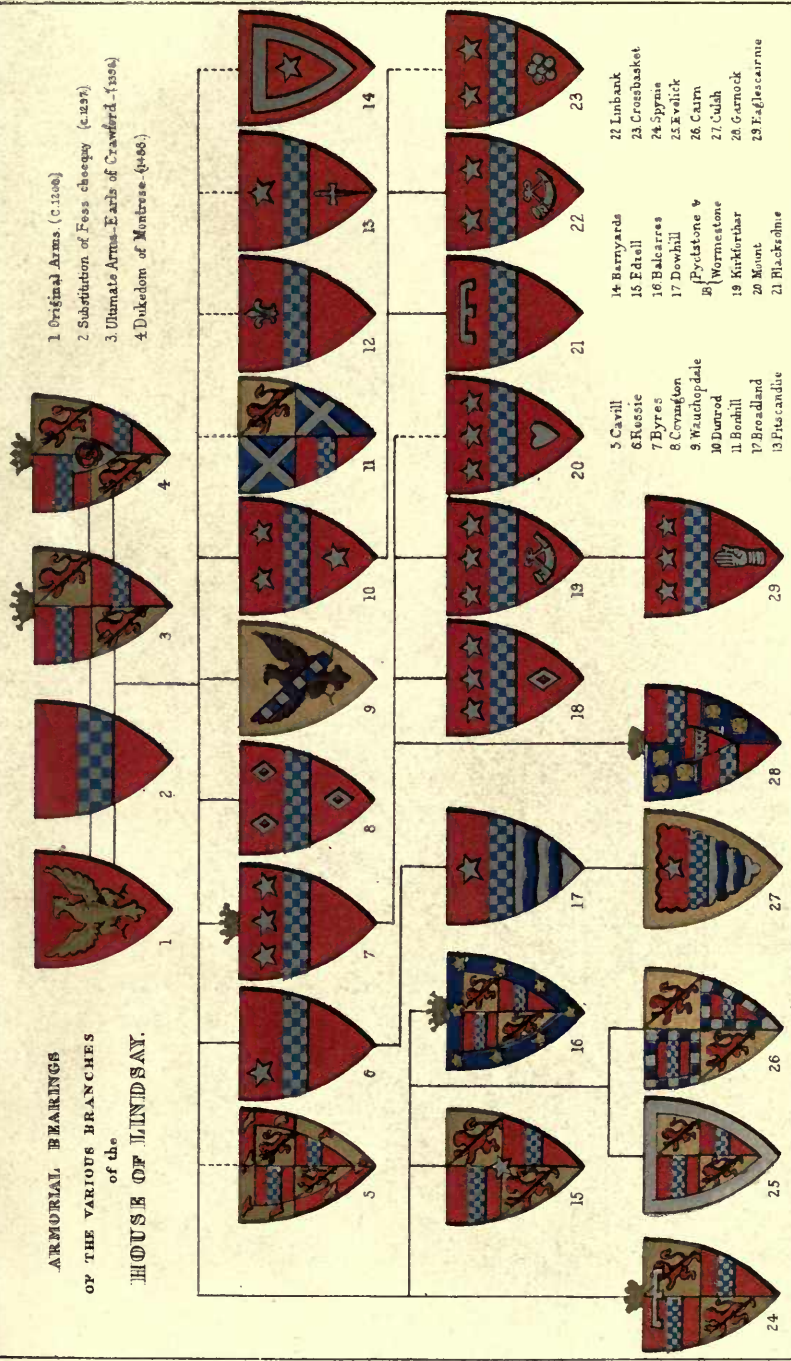 ARMORIAL BEARINGS
OF THE VARIOUS BRANCHES
of the
HOUSE OF LINDSAY.
1 Original Arms. (c.1200.)
2 Substitution of Fess checquy (c.1297.)
3. Ultimate Arms-Earls of Crawford-(1398.)
4 Dukedom of Montrose-(1488.)
1
2
3
4
5
6
7
8
9
10
11
12
13
14
15
16
17
18
19
20
21
22
23
24
25
26
27
28
29
5 Cavill
6 Rossie
7 Byres
8 Covington
9. Wauchopdale
10 Dunrod
11 Bonhill
17 Broadland
13 Pitscandlie
14 Barnyards
15 Edzell
16 Balcarres
17 Dowhill
18 {Pyctstone &
{Wormestone
19 Kirkforthar
20 Mount
21 Blacksolme
22 Linbank
23. Crossbasket
24. Spynie
25. Evelick
26. Cairn
27. Culsh
28. Garnock
29. Eaglescairnie